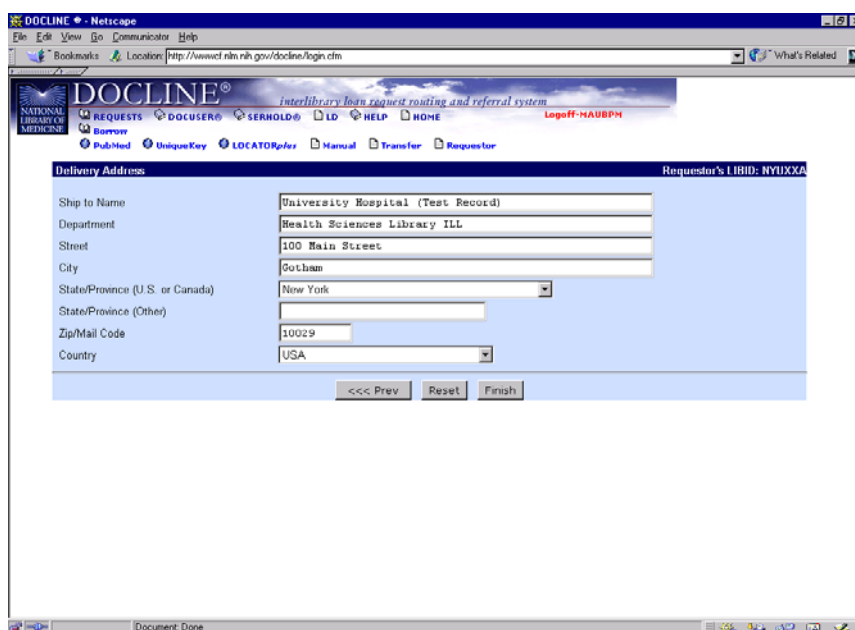 DOCLINE ® - Netscape
File Edit View Go Communicator Help
Bookmarks Location: http://wwwcf.nlm.nih.gov/docline/login.cfm What's Related
DOCLINE®
interlibrary loan request routing and referral system
NATIONAL LIBRARY OF MEDICINE
REQUESTS DOCUSER® SERHOLD® LD HELP HOME Logoff-MAUBPM
Borrow
PubMed UniqueKey LOCATORplus Manual Transfer Requestor
Delivery Address Requestor's LIBID: NYUXXA
Ship to Name University Hospital (Test Record)
Department Health Sciences Library ILL
Street 100 Main Street
City Gotham
State/Province (U.S. or Canada) New York
State/Province (Other)
Zip/Mail Code 10029
Country USA
<<< Prev Reset Finish
Document: Done